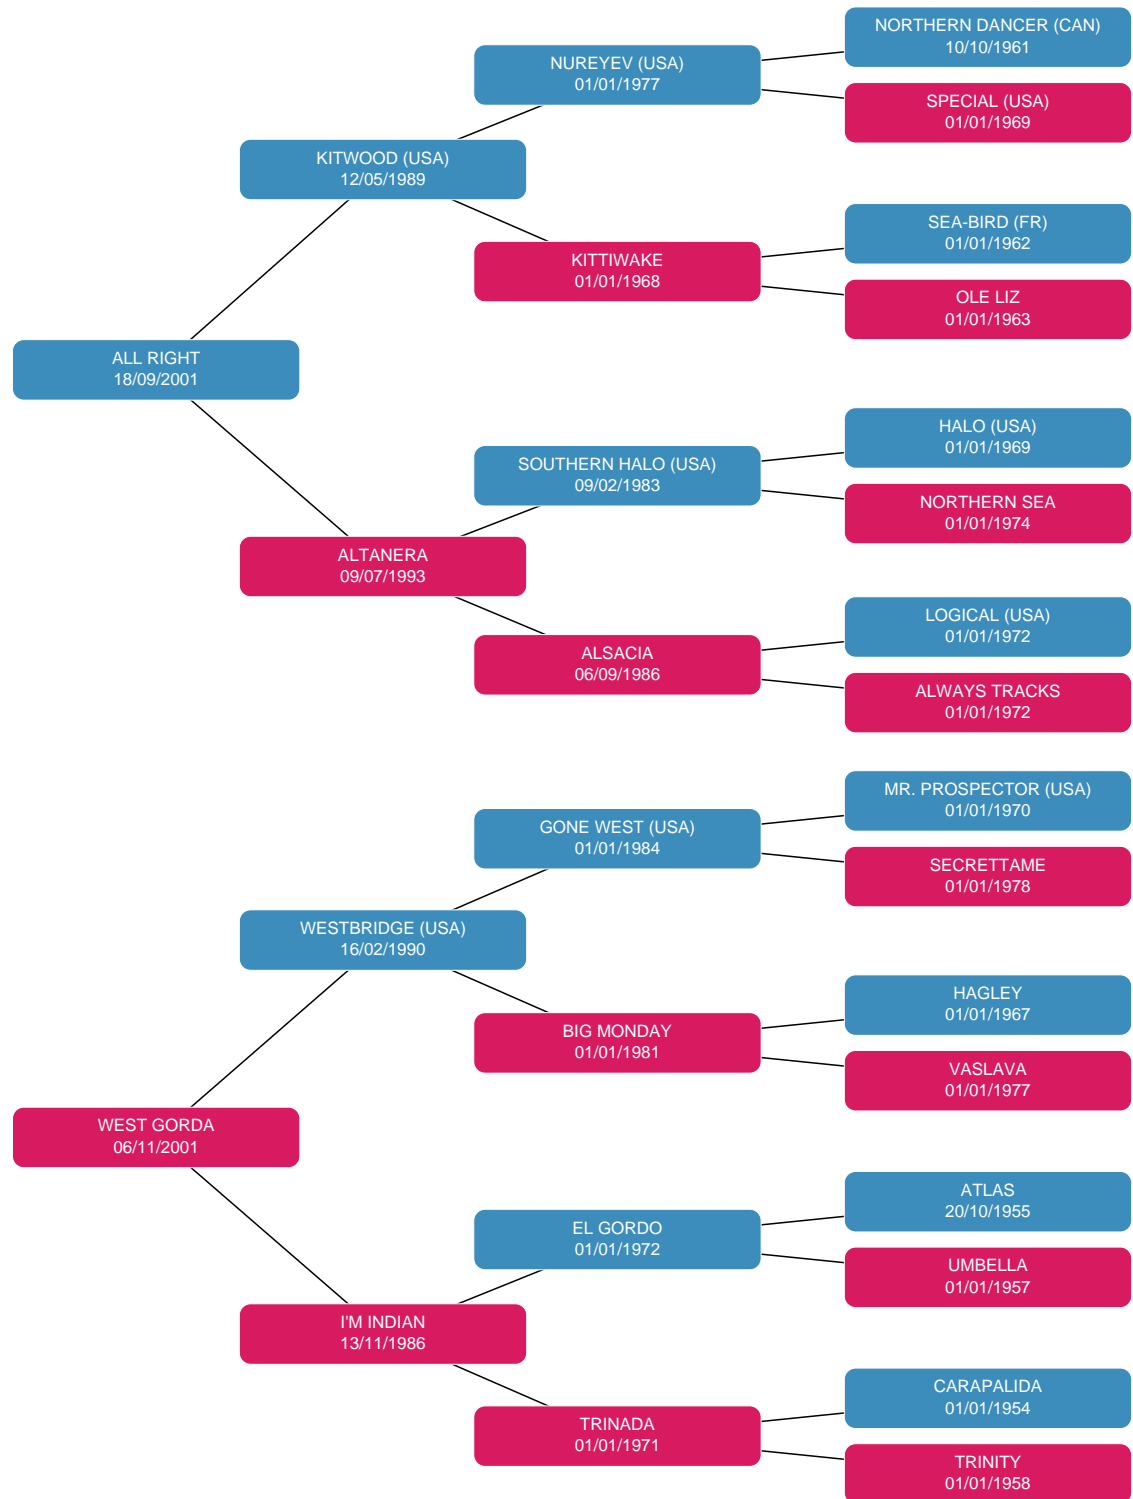 NORTHERN DANCER (CAN)
10/10/1961
NUREYEV (USA)
01/01/1977
SPECIAL (USA)
01/01/1969
KITWOOD (USA)
12/05/1989
SEA-BIRD (FR)
01/01/1962
KITTIWAKE
01/01/1968
OLE LIZ
01/01/1963
ALL RIGHT
18/09/2001
HALO (USA)
01/01/1969
SOUTHERN HALO (USA)
09/02/1983
NORTHERN SEA
01/01/1974
ALTANERA
09/07/1993
LOGICAL (USA)
01/01/1972
ALSACIA
06/09/1986
ALWAYS TRACKS
01/01/1972
MR. PROSPECTOR (USA)
01/01/1970
GONE WEST (USA)
01/01/1984
SECRETTAME
01/01/1978
WESTBRIDGE (USA)
16/02/1990
HAGLEY
01/01/1967
BIG MONDAY
01/01/1981
VASLAVA
01/01/1977
WEST GORDA
06/11/2001
ATLAS
20/10/1955
EL GORDO
01/01/1972
UMBELLA
01/01/1957
I'M INDIAN
13/11/1986
CARAPALIDA
01/01/1954
TRINADA
01/01/1971
TRINITY
01/01/1958